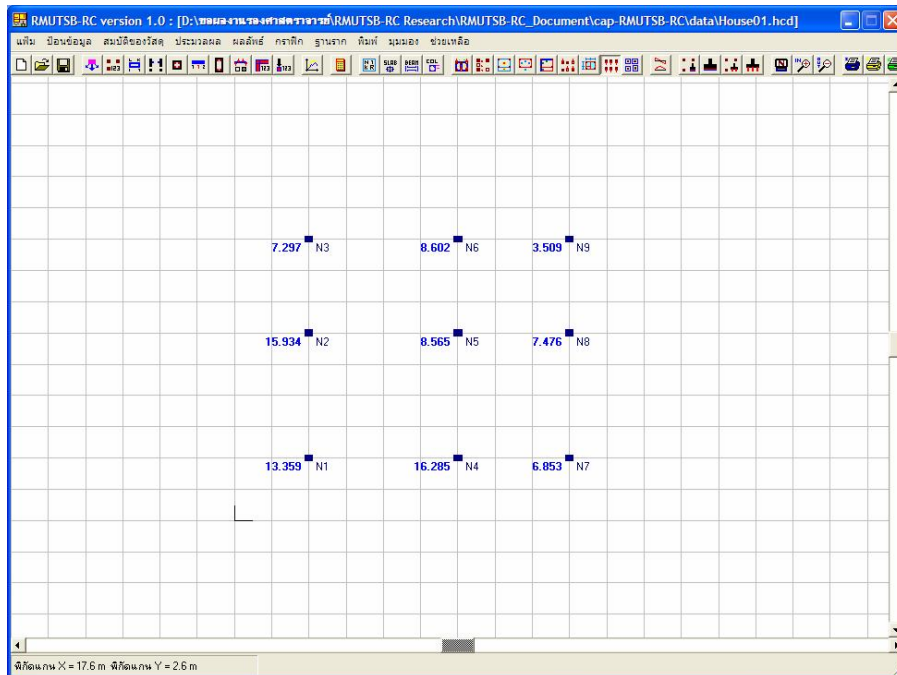 RMUTSB-RC version 1.0 : [D:\ขอผลงานรองศาสตราจารย์\RMUTSB-RC Research\RMUTSB-RC_Document\cap-RMUTSB-RC\data\House01.hcd]
แฟ้ม ป้อนข้อมูล สมบัติของวัสดุ ประมวลผล ผลลัพธ์ กราฟิก ฐานราก พิมพ์ มุมมอง ช่วยเหลือ
7.297 N3 8.602 N6 3.509 N9
15.934 N2 8.565 N5 7.476 N8
13.359 N1 16.285 N4 6.853 N7
พิกัดแกน X = 17.6 m พิกัดแกน Y = 2.6 m